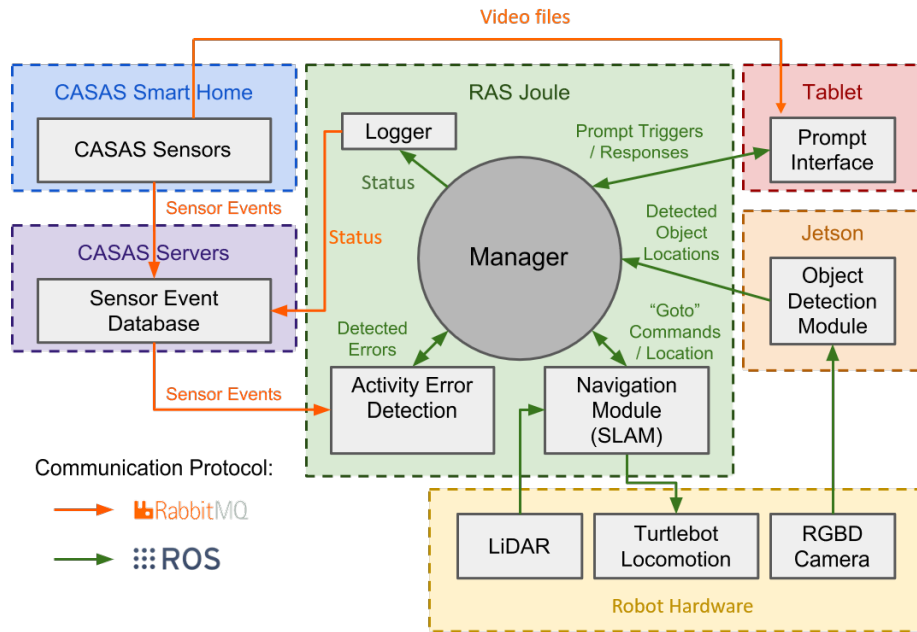 Video files
CASAS Smart Home
CASAS Sensors
Sensor Events
CASAS Servers
Sensor Event
Database
Sensor Events
RAS Joule
Logger
Status
Status
Manager
Prompt Triggers
/ Responses
Detected
Object
Locations
Detected
Errors
"Goto"
Commands
/ Location
Activity Error
Detection
Navigation
Module
(SLAM)
Tablet
Prompt
Interface
Jetson
Object
Detection
Module
Communication Protocol:
RabbitMQ
ROS
LiDAR
Turtlebot
Locomotion
RGBD
Camera
Robot Hardware